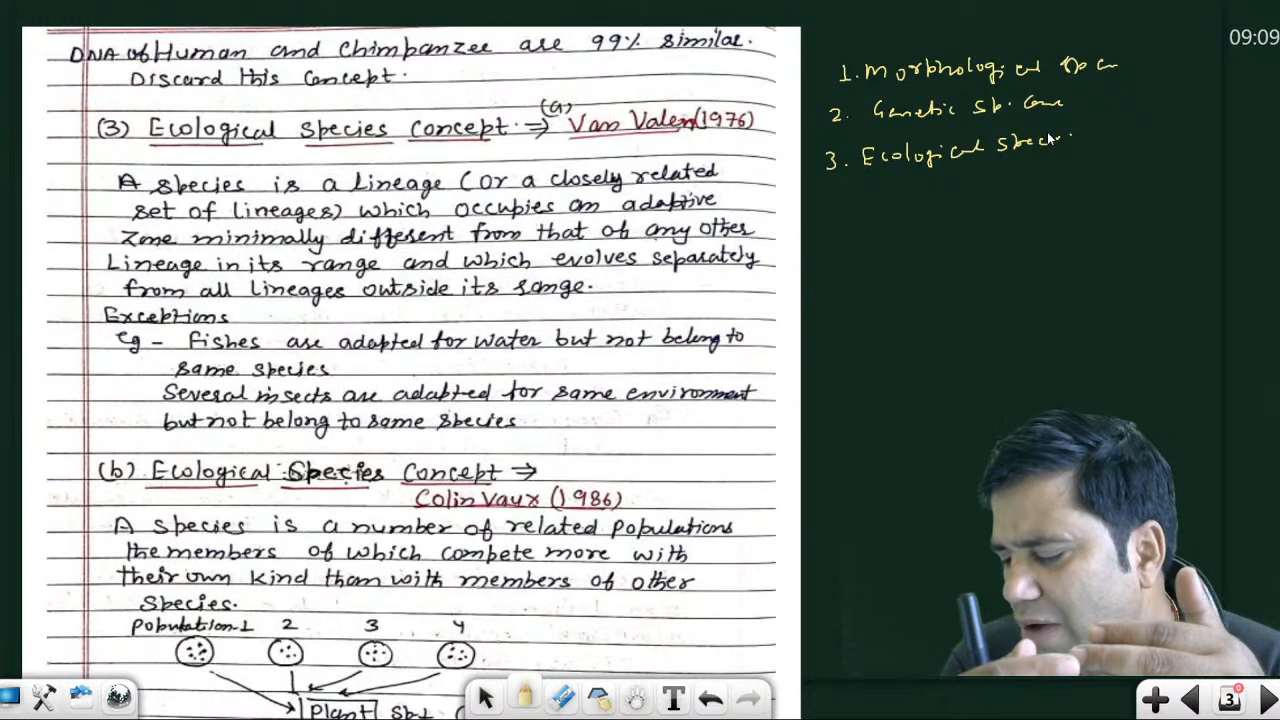 DNA of Human and Chimpanzee are 99% similar.
Discard this concept.
(3) Ecological species concept. ⇒ (a) Van Valen (1976)
A species is a lineage (or a closely related
set of lineages) which occupies an adaptive
zone minimally different from that of any other
Lineage in its range and which evolves separately
from all lineages outside its range.
Exceptions
eg - Fishes are adapted for water but not belong to
same species
Several insects are adapted for same environment
but not belong to same species
(b) Ecological Species Concept ⇒
Colin Vaux (1986)
A species is a number of related populations
the members of which compete more with
their own kind than with members of other
species.
Population-1 2 3 4
Plant Sp-1
09:09
1. Morphological
2. Genetic Sp.
3. Ecological
T
3
0